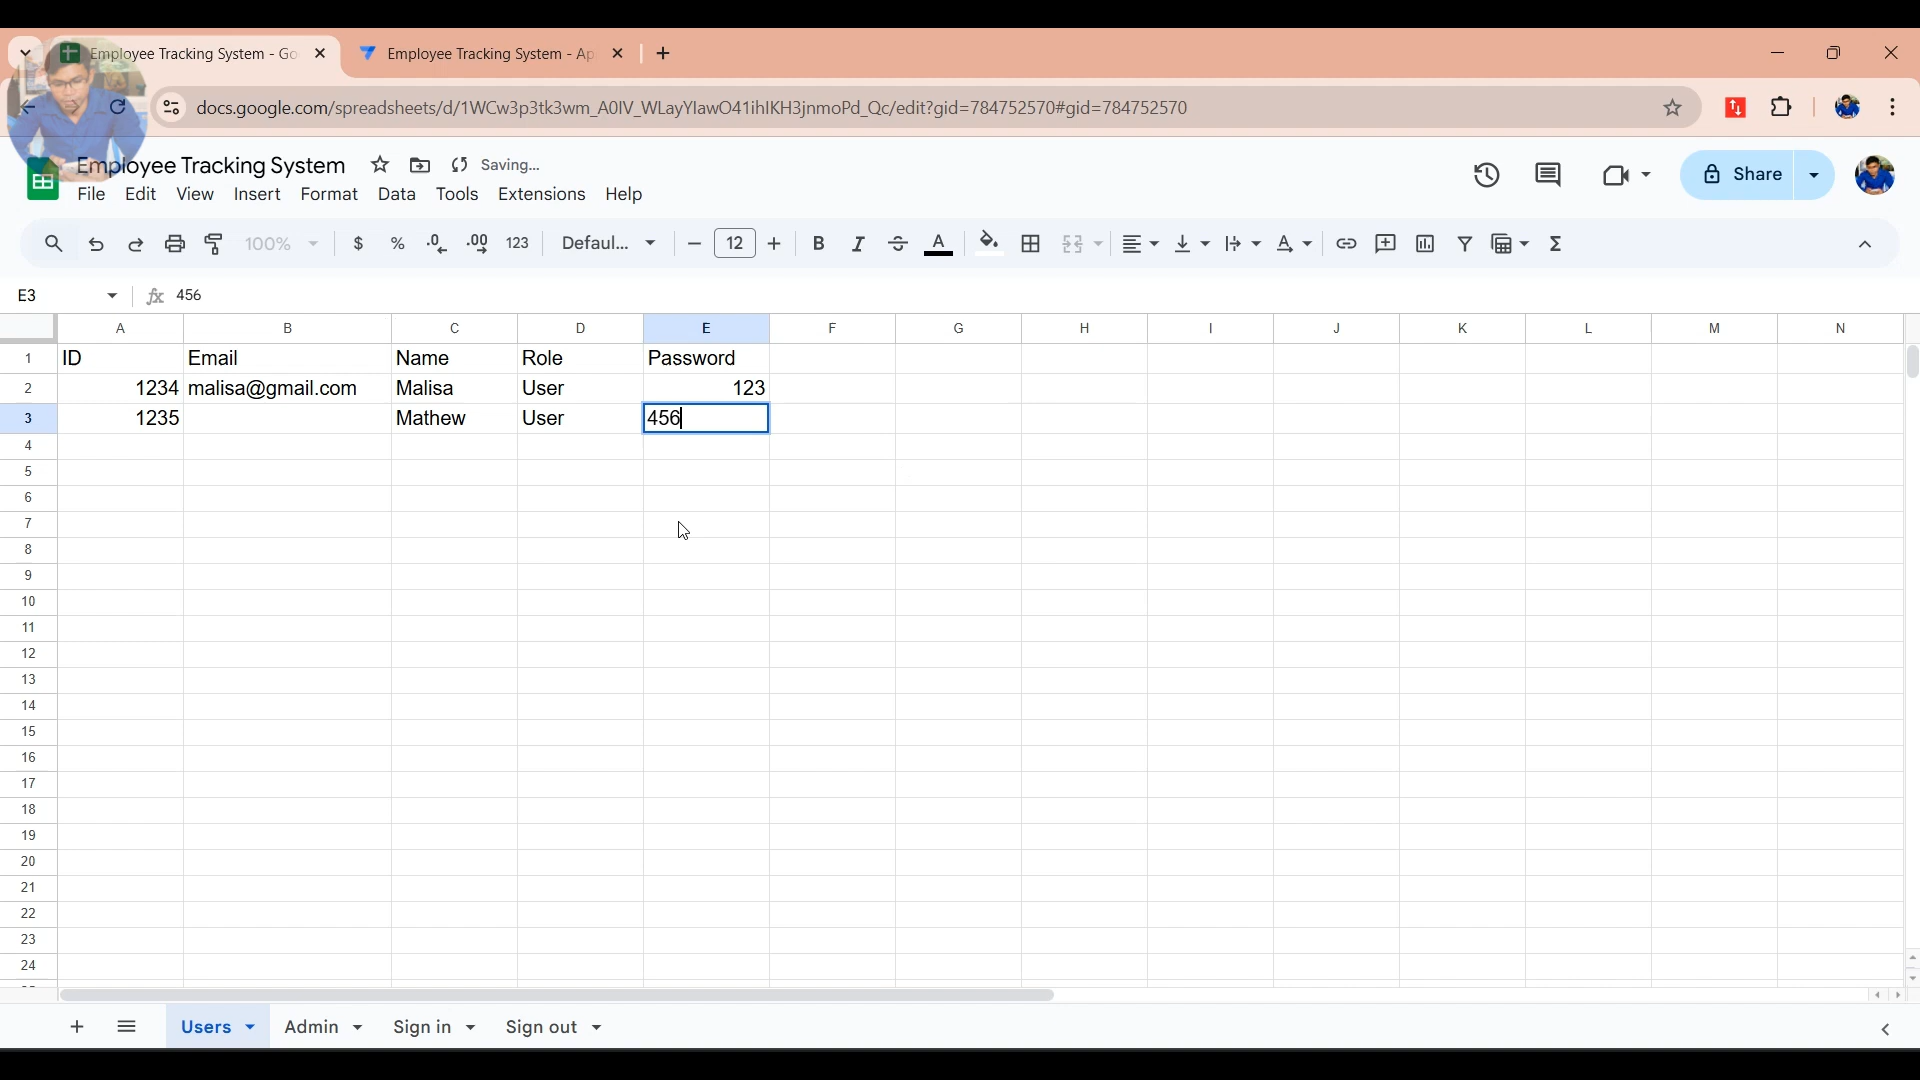 Employee Tracking System - Go
Employee Tracking System - Ap
docs.google.com/spreadsheets/d/1WCw3p3tk3wm_A0IV_WLayYIawO41ihIKH3jnmoPd_Qc/edit?gid=784752570#gid=784752570
Employee Tracking System Saving...
File Edit View Insert Format Data Tools Extensions Help
Share
100% $ % .0 .00 123 Defaul... 12 B I A
E3 fx 456
A B C D E F G H I J K L M N
1 ID Email Name Role Password
2 1234 malisa@gmail.com Malisa User 123
3 1235 Mathew User 456
4
5
6
7
8
9
10
11
12
13
14
15
16
17
18
19
20
21
22
23
24
Users Admin Sign in Sign out